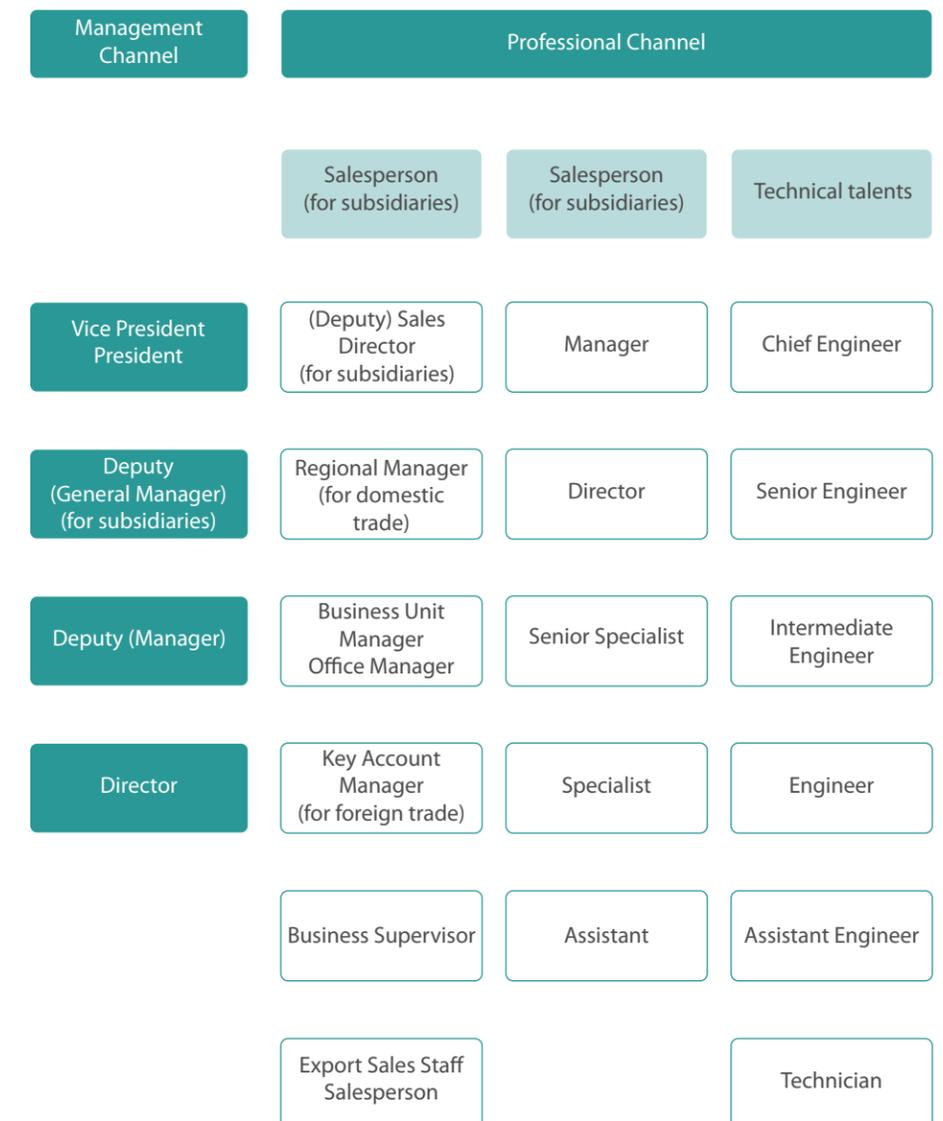 Management
Channel
Professional Channel
Salesperson
(for subsidiaries)
Salesperson
(for subsidiaries)
Technical talents
Vice President
President
(Deputy) Sales
Director
(for subsidiaries)
Manager
Chief Engineer
Deputy
(General Manager)
(for subsidiaries)
Regional Manager
(for domestic
trade)
Director
Senior Engineer
Deputy (Manager)
Business Unit
Manager
Office Manager
Senior Specialist
Intermediate
Engineer
Director
Key Account
Manager
(for foreign trade)
Specialist
Engineer
Business Supervisor
Assistant
Assistant Engineer
Export Sales Staff
Salesperson
Technician